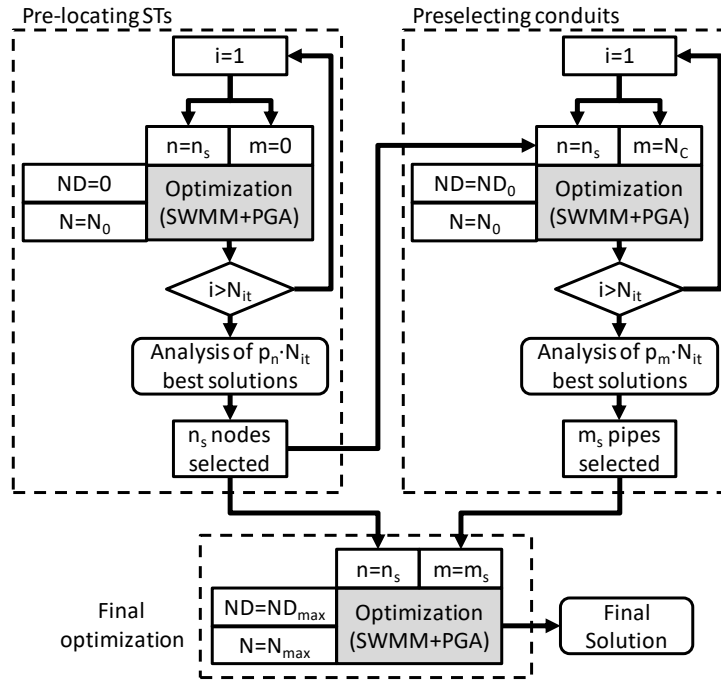 Pre-locating STs
i=1
n=nₛ
m=0
ND=0
N=N₀
Optimization
(SWMM+PGA)
i>Nᵢₜ
Analysis of pₙ·Nᵢₜ
best solutions
nₛ nodes
selected
Preselecting conduits
i=1
n=nₛ
m=N_C
ND=ND₀
N=N₀
Optimization
(SWMM+PGA)
i>Nᵢₜ
Analysis of pₘ·Nᵢₜ
best solutions
mₛ pipes
selected
Final
optimization
n=nₛ
m=mₛ
ND=NDₘₐₓ
N=Nₘₐₓ
Optimization
(SWMM+PGA)
Final
Solution